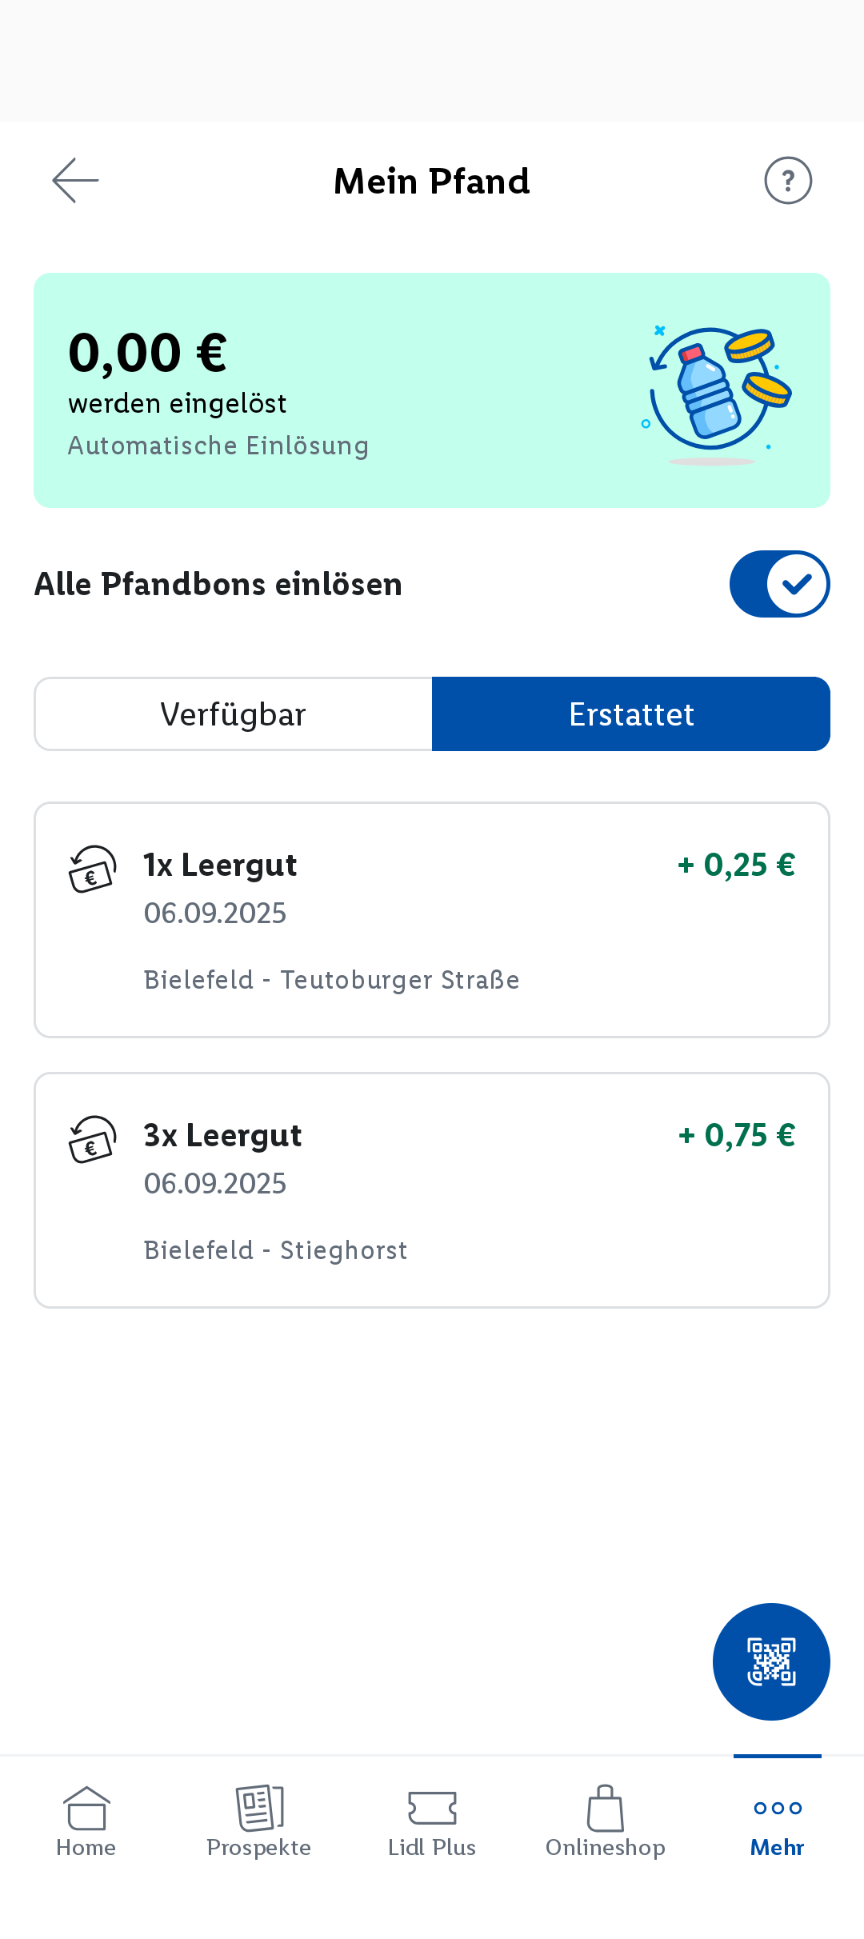 Mein Pfand
?
0,00 €
werden eingelöst
Automatische Einlösung
Alle Pfandbons einlösen
Verfügbar
Erstattet
€
1x Leergut
+ 0,25 €
06.09.2025
Bielefeld - Teutoburger Straße
€
3x Leergut
+ 0,75 €
06.09.2025
Bielefeld - Stieghorst
Home
Prospekte
Lidl Plus
Onlineshop
Mehr